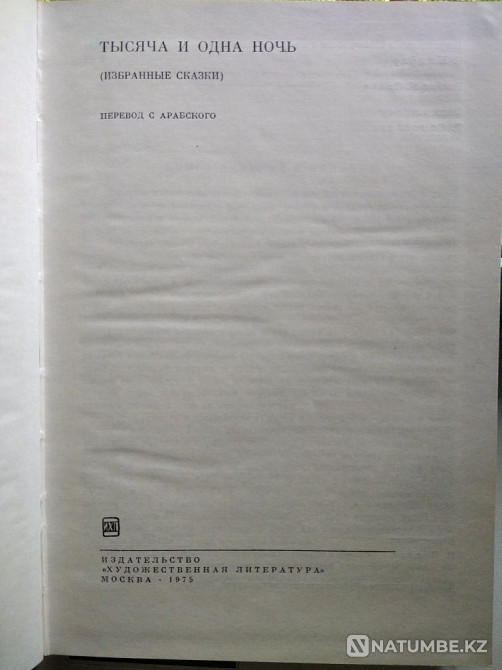 ТЫСЯЧА И ОДНА НОЧЬ
(ИЗБРАННЫЕ СКАЗКИ)
ПЕРЕВОД С АРАБСКОГО
ИЗДАТЕЛЬСТВО
«ХУДОЖЕСТВЕННАЯ ЛИТЕРАТУРА»
МОСКВА · 1975
NATUMBE.KZ